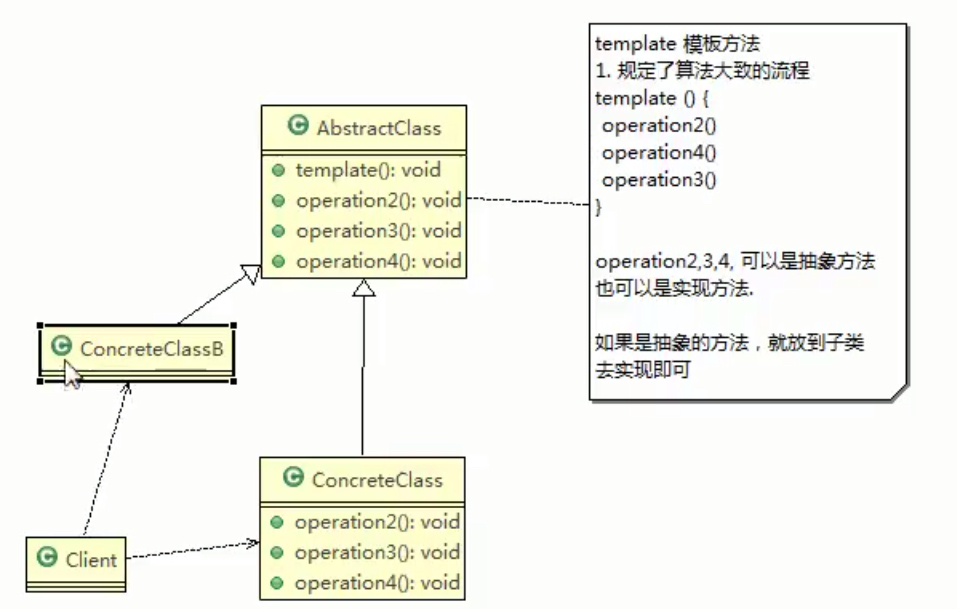 AbstractClass
template(): void
operation2(): void
operation3(): void
operation4(): void
template 模板方法
1. 规定了算法大致的流程
template () {
operation2()
operation4()
operation3()
}
operation2,3,4, 可以是抽象方法
也可以是实现方法.
如果是抽象的方法，就放到子类
去实现即可
ConcreteClassB
ConcreteClass
operation2(): void
operation3(): void
operation4(): void
Client